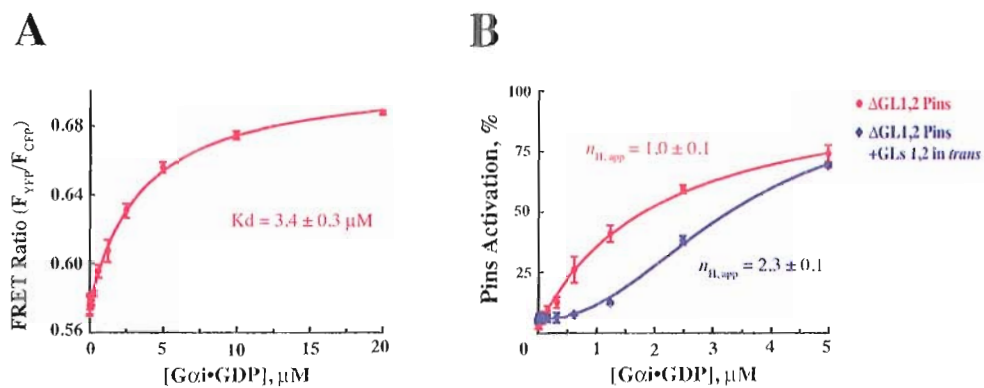 A
B
FRET Ratio (F_YFP/F_CFP)
0.68
0.64
0.60
0.56
Kd = 3.4 ± 0.3 μM
0
5
10
15
20
[Gαi•GDP], μM
Pins Activation, %
100
75
50
25
0
n_H, app = 1.0 ± 0.1
n_H, app = 2.3 ± 0.1
1
2
3
4
5
[Gαi•GDP], μM
ΔGL1,2 Pins
ΔGL1,2 Pins
+GLs 1,2 in trans